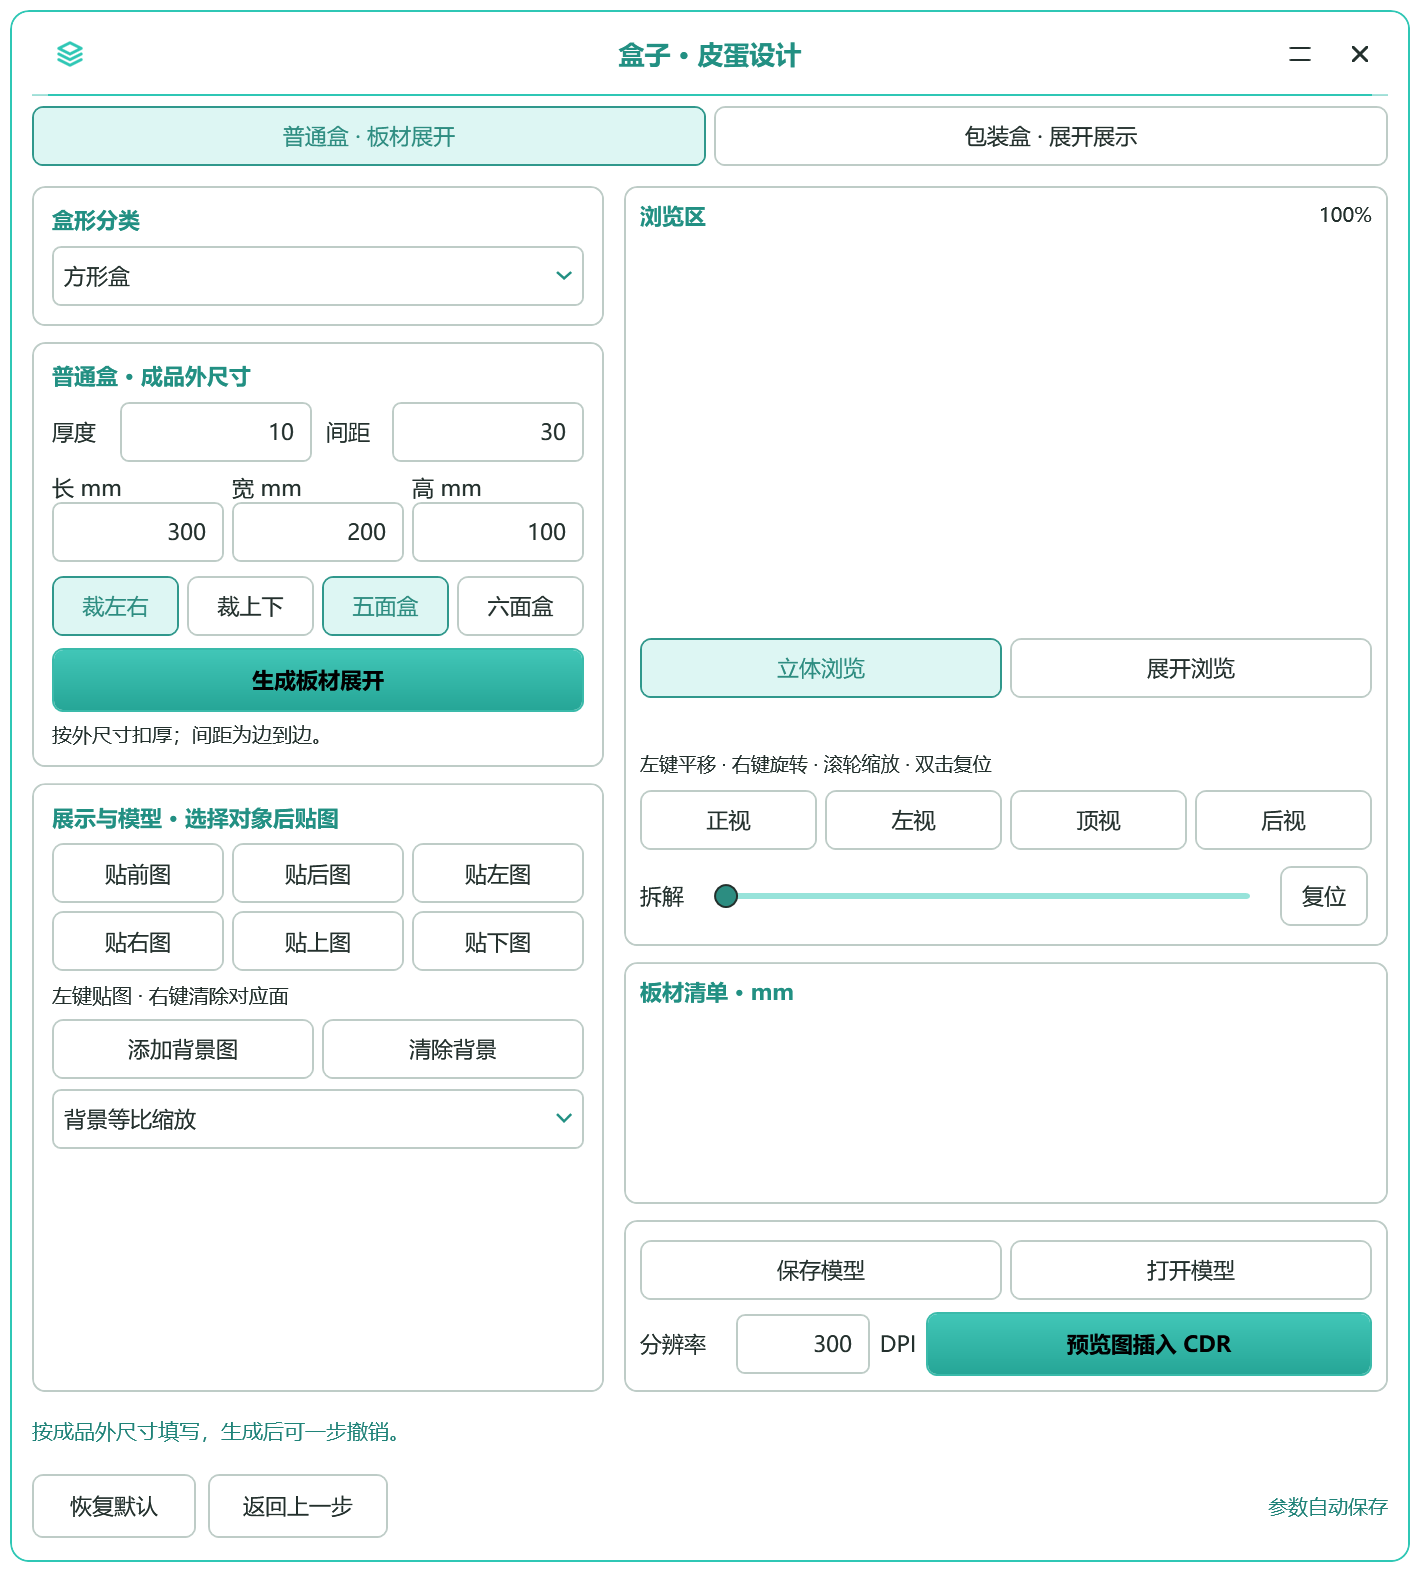 盒子 • 皮蛋设计
普通盒 · 板材展开
包装盒 · 展开展示
盒形分类
方形盒
普通盒 • 成品外尺寸
厚度 10 间距 30
长 mm 宽 mm 高 mm
300 200 100
裁左右 裁上下 五面盒 六面盒
生成板材展开
按外尺寸扣厚；间距为边到边。
展示与模型 • 选择对象后贴图
贴前图 贴后图 贴左图
贴右图 贴上图 贴下图
左键贴图 · 右键清除对应面
添加背景图 清除背景
背景等比缩放
浏览区 100%
立体浏览 展开浏览
左键平移 · 右键旋转 · 滚轮缩放 · 双击复位
正视 左视 顶视 后视
拆解 复位
板材清单 • mm
保存模型 打开模型
分辨率 300 DPI 预览图插入 CDR
按成品外尺寸填写，生成后可一步撤销。
恢复默认 返回上一步 参数自动保存